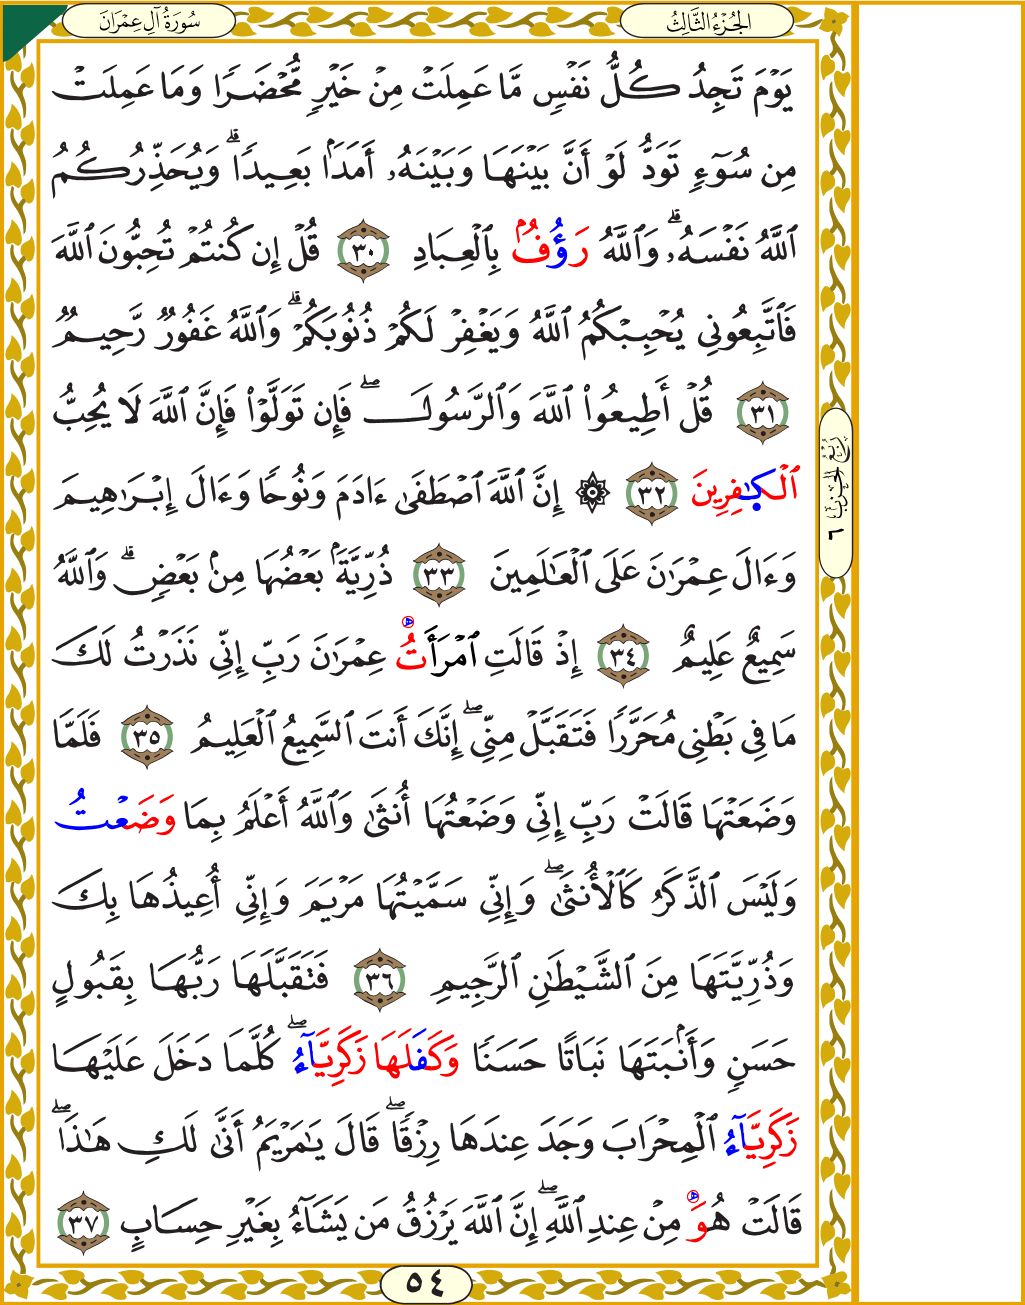 الجُزْءُ الثَّالِثُ
سُورَةُ آلِ عِمْرَانَ
يَوْمَ تَجِدُ كُلُّ نَفْسٍ مَّا عَمِلَتْ مِنْ خَيْرٍ مُّحْضَرًا وَمَا عَمِلَتْ
مِن سُوٓءٍ تَوَدُّ لَوْ أَنَّ بَيْنَهَا وَبَيْنَهُۥ أَمَدًۢا بَعِيدًاۗ وَيُحَذِّرُكُمُ
ٱللَّهُ نَفْسَهُۥۗ وَٱللَّهُ رَؤُفٌۢ بِٱلْعِبَادِ ٣٠ قُلْ إِن كُنتُمْ تُحِبُّونَ ٱللَّهَ
فَٱتَّبِعُونِي يُحْبِبْكُمُ ٱللَّهُ وَيَغْفِرْ لَكُمْ ذُنُوبَكُمْۗ وَٱللَّهُ غَفُورٌ رَّحِيمٌ
٣١ قُلْ أَطِيعُوا۟ ٱللَّهَ وَٱلرَّسُولَۖ فَإِن تَوَلَّوْا۟ فَإِنَّ ٱللَّهَ لَا يُحِبُّ
ٱلْكَٰفِرِينَ ٣٢ ۞ إِنَّ ٱللَّهَ ٱصْطَفَىٰ ءَادَمَ وَنُوحًا وَءَالَ إِبْرَٰهِيمَ
وَءَالَ عِمْرَٰنَ عَلَى ٱلْعَٰلَمِينَ ٣٣ ذُرِّيَّةًۢ بَعْضُهَا مِنۢ بَعْضٍۗ وَٱللَّهُ
سَمِيعٌ عَلِيمٌ ٣٤ إِذْ قَالَتِ ٱمْرَأَتُ عِمْرَٰنَ رَبِّ إِنِّي نَذَرْتُ لَكَ
مَا فِي بَطْنِي مُحَرَّرًا فَتَقَبَّلْ مِنِّيۖ إِنَّكَ أَنتَ ٱلسَّمِيعُ ٱلْعَلِيمُ ٣٥ فَلَمَّا
وَضَعَتْهَا قَالَتْ رَبِّ إِنِّي وَضَعْتُهَا أُنثَىٰ وَٱللَّهُ أَعْلَمُ بِمَا وَضَعْتُ
وَلَيْسَ ٱلذَّكَرُ كَٱلْأُنثَىٰۖ وَإِنِّي سَمَّيْتُهَا مَرْيَمَ وَإِنِّي أُعِيذُهَا بِكَ
وَذُرِّيَّتَهَا مِنَ ٱلشَّيْطَٰنِ ٱلرَّجِيمِ ٣٦ فَتَقَبَّلَهَا رَبُّهَا بِقَبُولٍ
حَسَنٍ وَأَنۢبَتَهَا نَبَاتًا حَسَنًا وَكَفَلَهَا زَكَرِيَّآءُۖ كُلَّمَا دَخَلَ عَلَيْهَا
زَكَرِيَّآءُ ٱلْمِحْرَابَ وَجَدَ عِندَهَا رِزْقًاۖ قَالَ يَٰمَرْيَمُ أَنَّىٰ لَكِ هَٰذَاۖ
قَالَتْ هُوَ مِنْ عِندِ ٱللَّهِۖ إِنَّ ٱللَّهَ يَرْزُقُ مَن يَشَآءُ بِغَيْرِ حِسَابٍ ٣٧
رُبْعُ الحِزْب ٦
٥٤